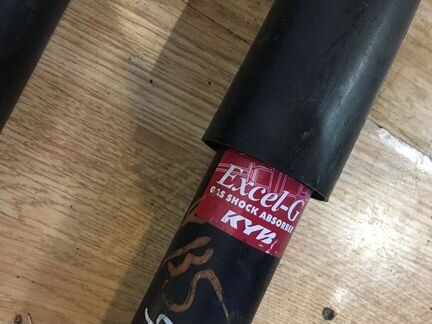 Excel-G
GAS SHOCK ABSORBER
KYB